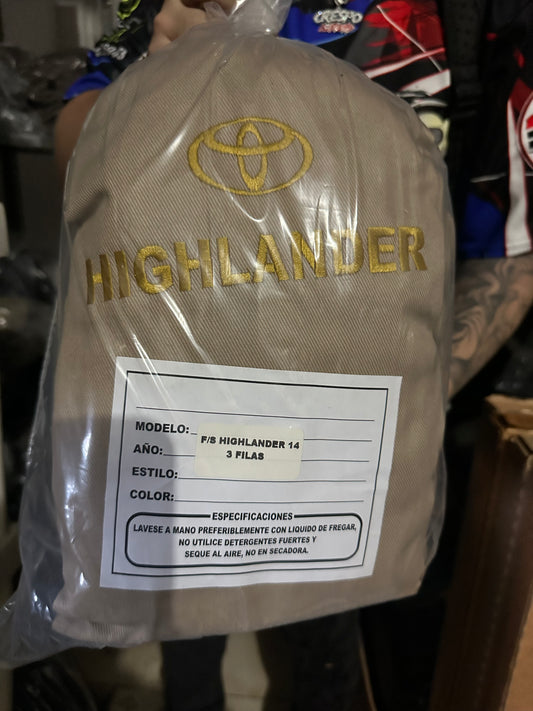 CRESPO
HIGHLANDER
MODELO:
F/S HIGHLANDER 14
AÑO:
3 FILAS
ESTILO:
COLOR:
ESPECIFICACIONES
LAVESE A MANO PREFERIBLEMENTE CON LIQUIDO DE FREGAR,
NO UTILICE DETERGENTES FUERTES Y
SEQUE AL AIRE, NO EN SECADORA.